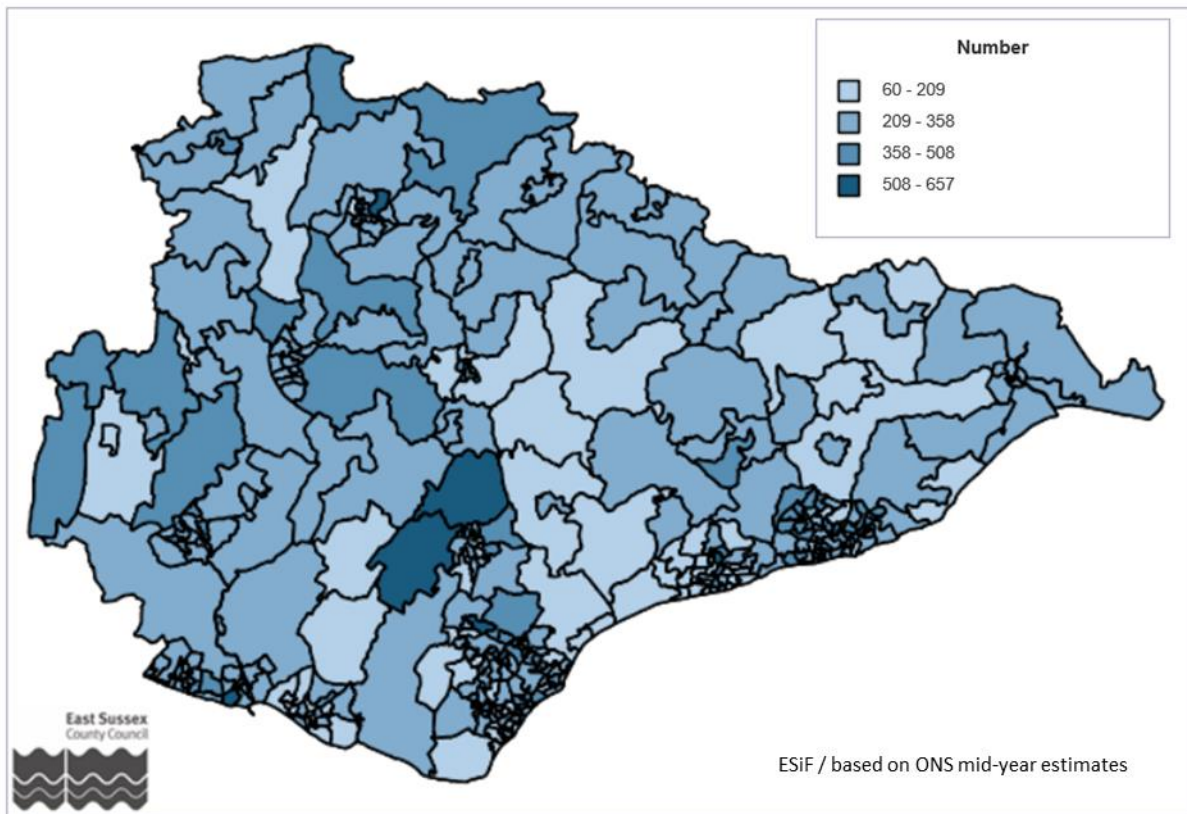 Number
60 - 209
209 - 358
358 - 508
508 - 657
East Sussex
County Council
ESiF / based on ONS mid-year estimates